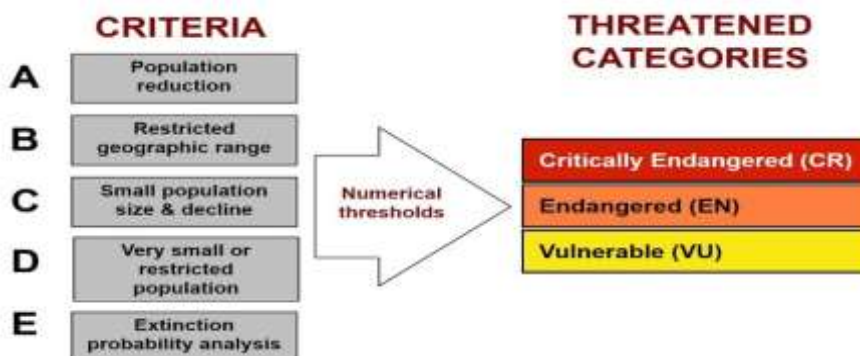 CRITERIA
A
Population
reduction
B
Restricted
geographic range
C
Small population
size & decline
D
Very small or
restricted
population
E
Extinction
probability analysis
Numerical
thresholds
THREATENED
CATEGORIES
Critically Endangered (CR)
Endangered (EN)
Vulnerable (VU)